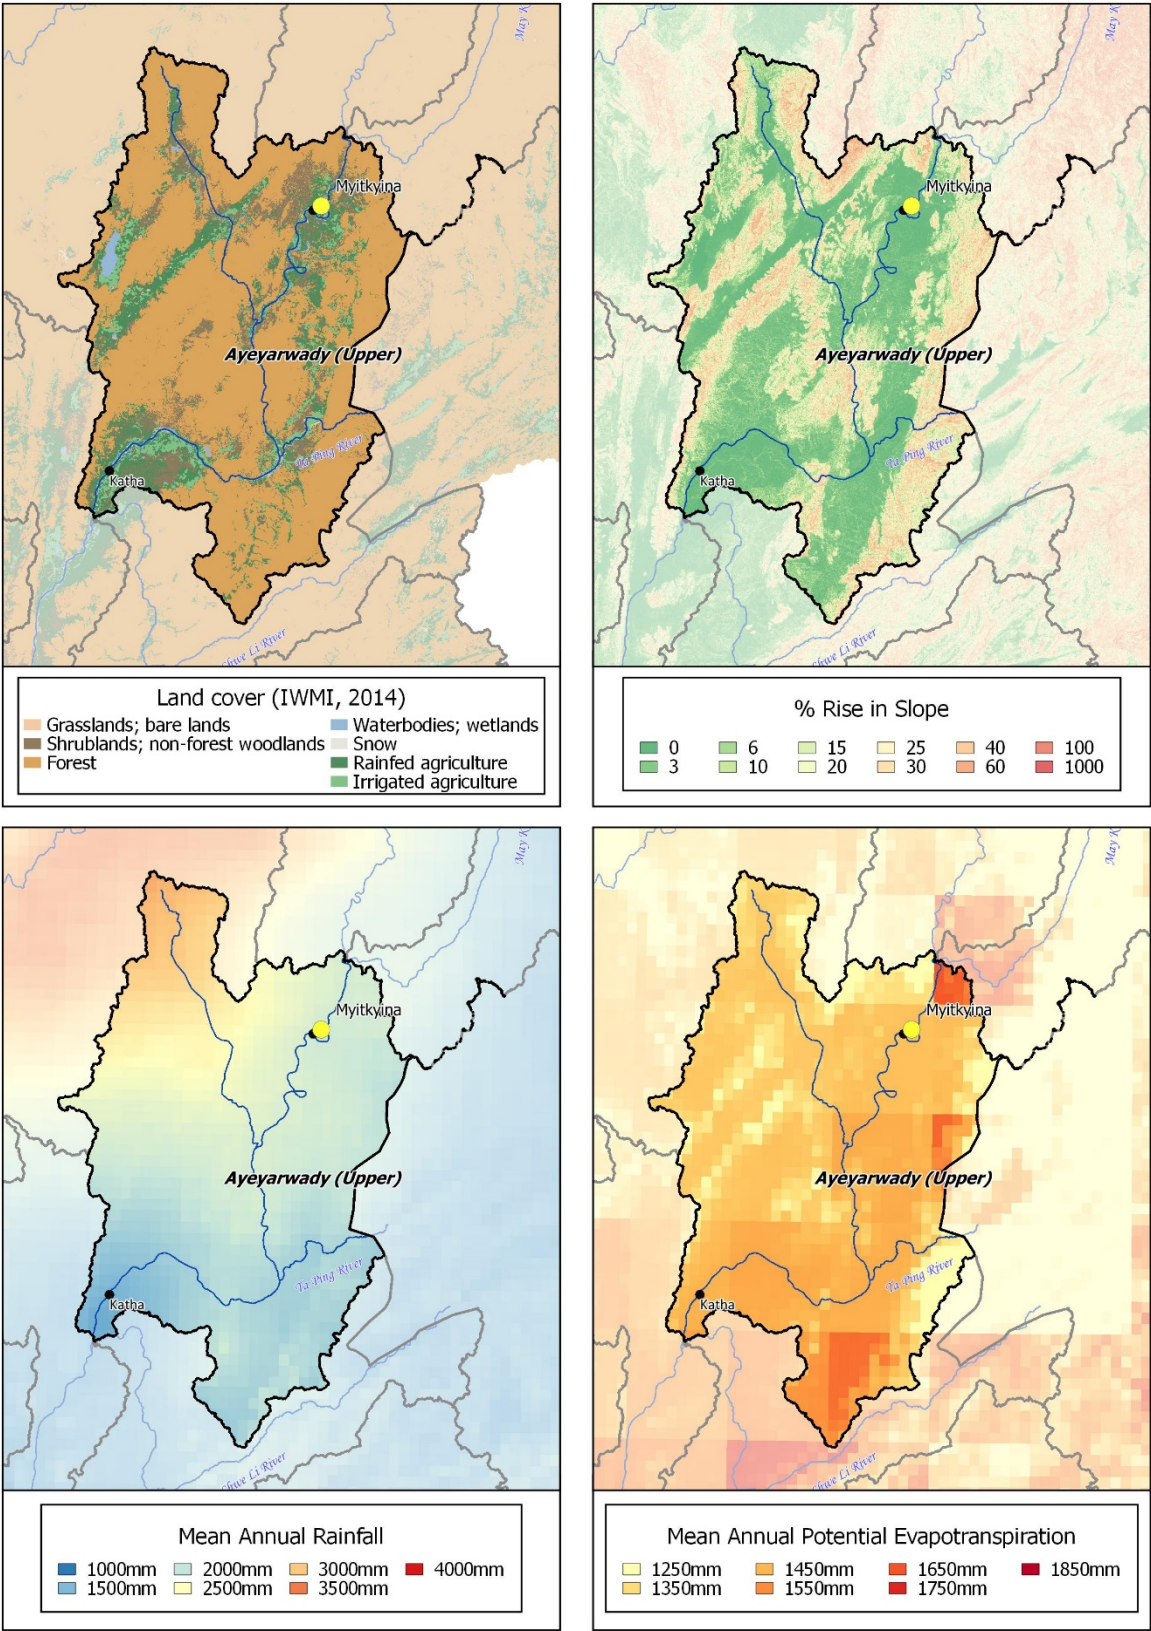 May K
Myitkyina
Ayeyarwady (Upper)
Ta Ping River
Katha
Shwe Li River
Land cover (IWMI, 2014)
Grasslands; bare lands
Shrublands; non-forest woodlands
Forest
Waterbodies; wetlands
Snow
Rainfed agriculture
Irrigated agriculture
May K
Myitkyina
Ayeyarwady (Upper)
Ta Ping River
Katha
Shwe Li River
% Rise in Slope
0 6 15 25 40 100
3 10 20 30 60 1000
May K
Myitkyina
Ayeyarwady (Upper)
Ta Ping River
Katha
Shwe Li River
Mean Annual Rainfall
1000mm 2000mm 3000mm 4000mm
1500mm 2500mm 3500mm
May K
Myitkyina
Ayeyarwady (Upper)
Ta Ping River
Katha
Shwe Li River
Mean Annual Potential Evapotranspiration
1250mm 1450mm 1650mm 1850mm
1350mm 1550mm 1750mm